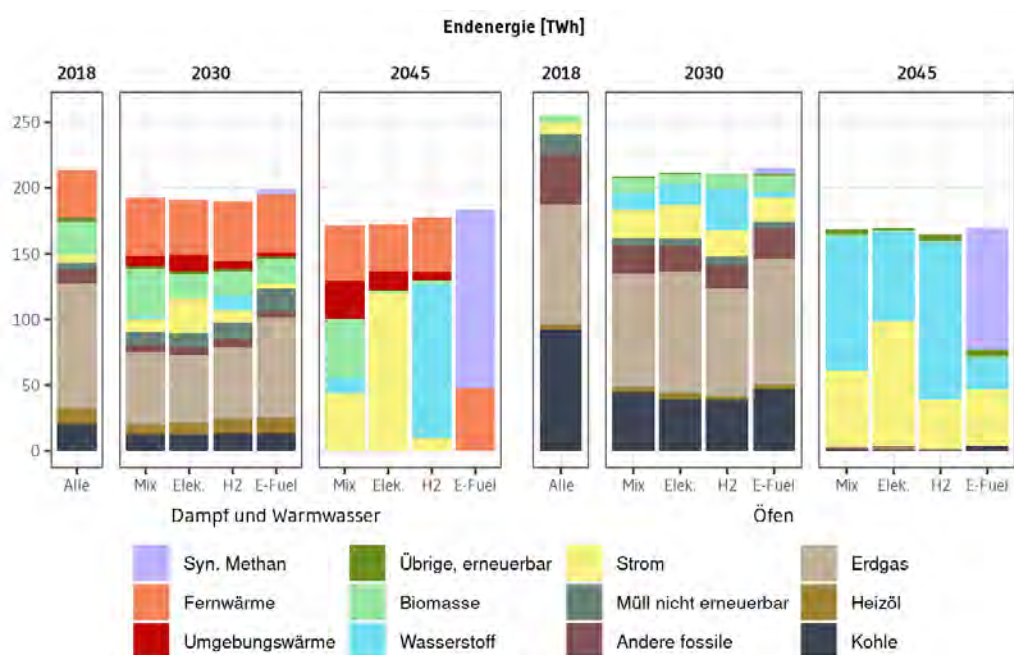 Endenergie [TWh]
2018 2030 2045 2018 2030 2045
250
200
150
100
50
0
Alle Mix Elek. H2 E-Fuel Mix Elek. H2 E-Fuel Alle Mix Elek. H2 E-Fuel Mix Elek. H2 E-Fuel
Dampf und Warmwasser Öfen
Syn. Methan Übrige, erneuerbar Strom Erdgas
Fernwärme Biomasse Müll nicht erneuerbar Heizöl
Umgebungswärme Wasserstoff Andere fossile Kohle